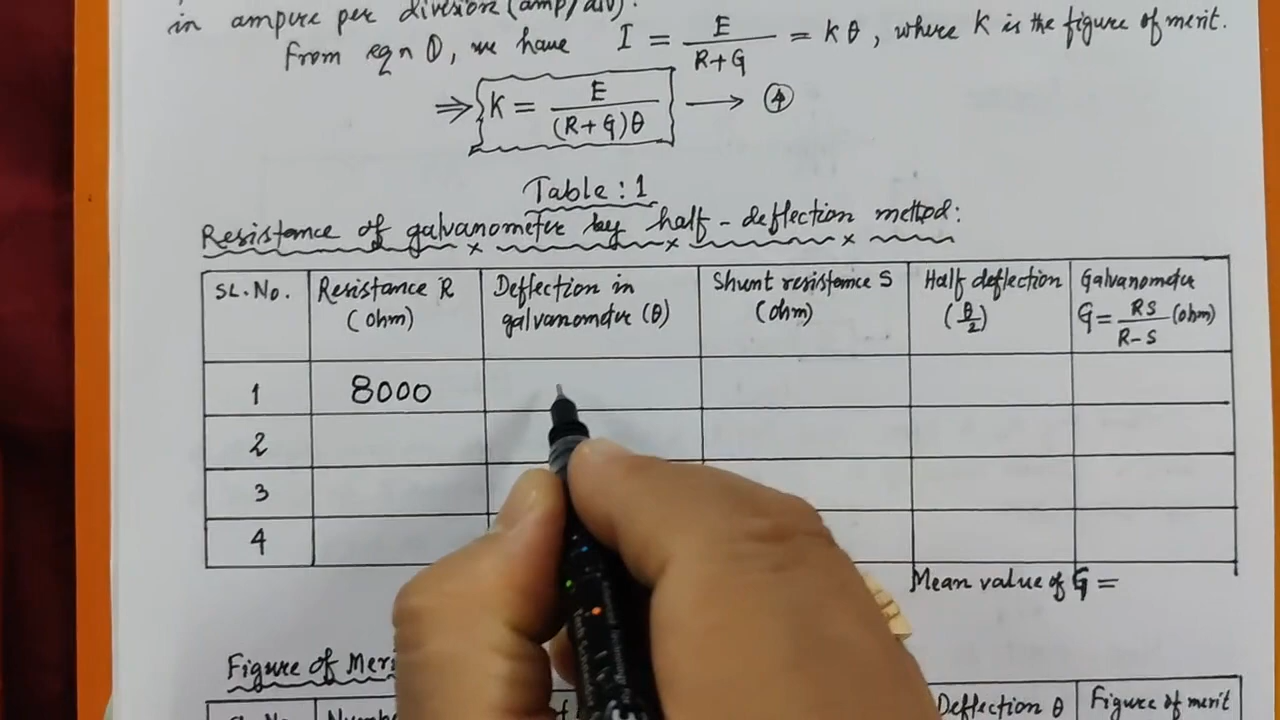 in ampere per division (amp/div).
From eqn ①, we have I = E / (R+G) = kθ, where K is the figure of merit.
⇒ K = E / ((R+G)θ) → ④
Table : 1
Resistance of galvanometer by half-deflection method:
SL. No. Resistance R (ohm) Deflection in galvanometer (θ) Shunt resistance S (ohm) Half deflection (θ/2) Galvanometer G = RS / (R-S) (ohm)
1 8000
2
3
4
Mean value of G =
Figure of Meri
Deflection θ Figure of merit